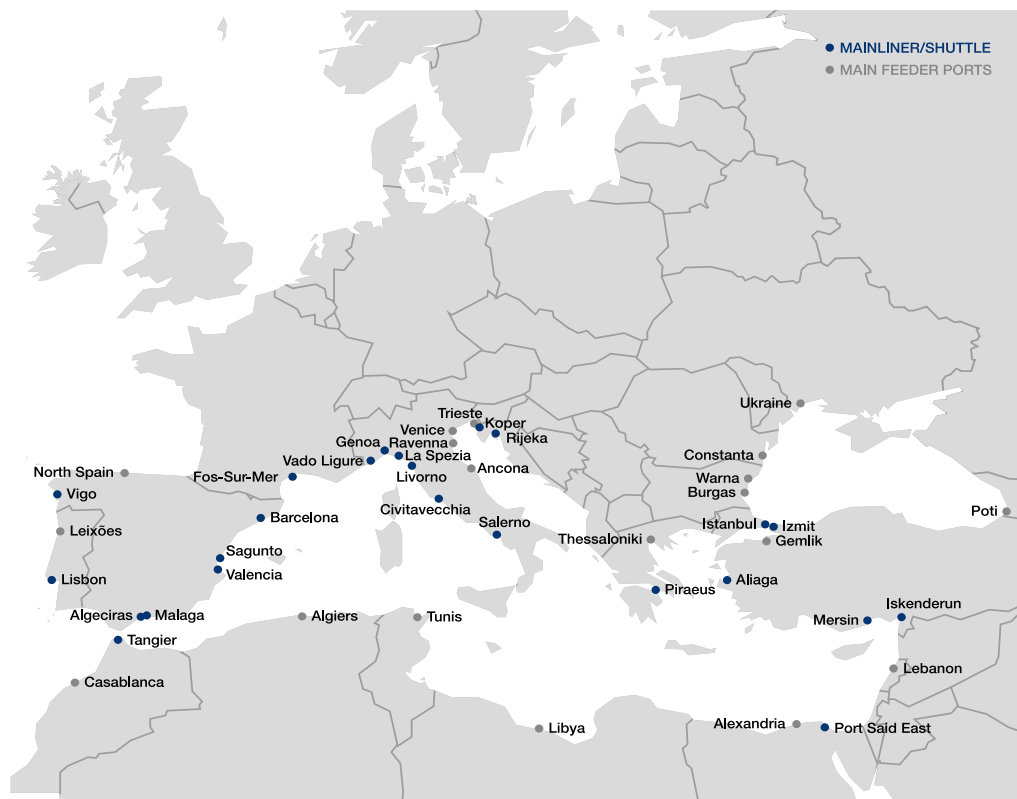 MAINLINER/SHUTTLE
MAIN FEEDER PORTS
Ukraine
Trieste
Koper
Venice
Rijeka
Genoa
Ravenna
La Spezia
Constanta
Vado Ligure
Ancona
North Spain
Fos-Sur-Mer
Livorno
Warna
Vigo
Burgas
Civitavecchia
Poti
Barcelona
Salerno
Istanbul
Izmit
Leixões
Thessaloniki
Gemlik
Sagunto
Valencia
Lisbon
Aliaga
Piraeus
Iskenderun
Algeciras
Malaga
Algiers
Tunis
Mersin
Tangier
Lebanon
Casablanca
Alexandria
Libya
Port Said East